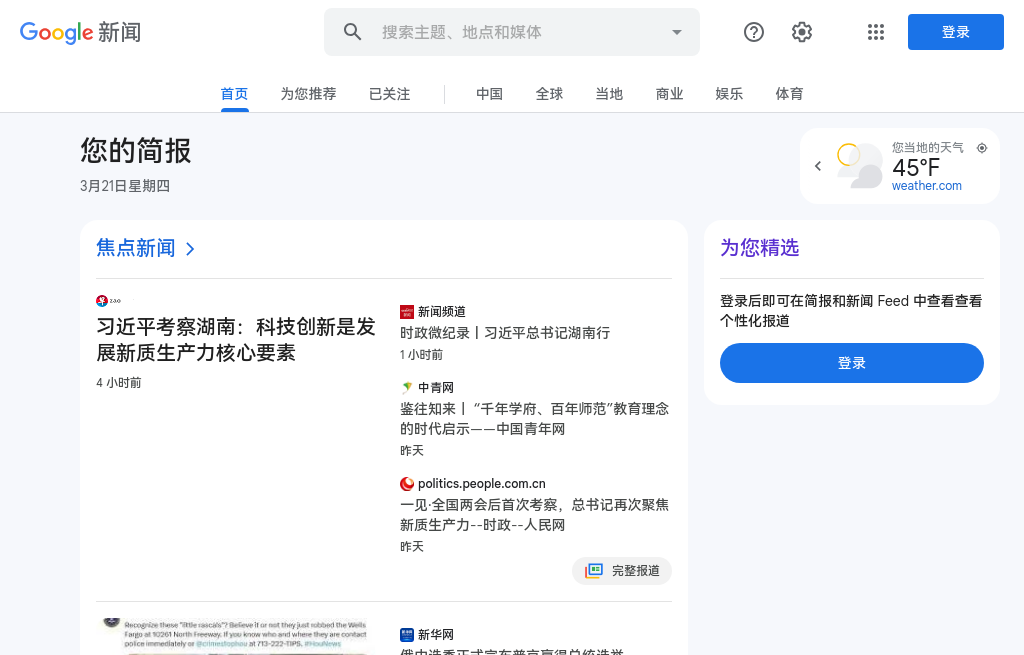 Google 新闻
搜索主题、地点和媒体
登录
首页
为您推荐
已关注
中国
全球
当地
商业
娱乐
体育
您的简报
3月21日星期四
您当地的天气
45°F
weather.com
焦点新闻
习近平考察湖南：科技创新是发
展新质生产力核心要素
4 小时前
新闻频道
时政微纪录丨习近平总书记湖南行
1 小时前
中青网
鉴往知来丨“千年学府、百年师范”教育理念
的时代启示——中国青年网
昨天
politics.people.com.cn
一见·全国两会后首次考察，总书记再次聚焦
新质生产力--时政--人民网
昨天
完整报道
为您精选
登录后即可在简报和新闻 Feed 中查看查看
个性化报道
登录
Recognize these "little rascals"? Believe it or not they just robbed the Wells
Fargo at 10261 North Freeway. If you know who and where they are contact
police immediately or @crimestophou at 713-222-TIPS. #HouNews
新华网